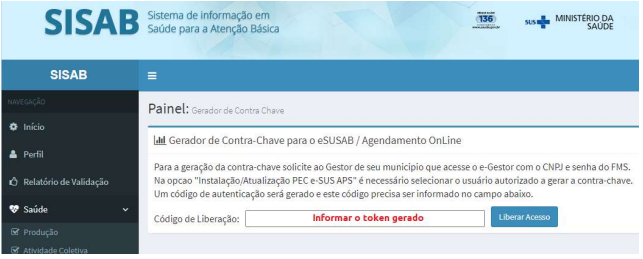 SISAB
Sistema de informação em
Saúde para a Atenção Básica
136
SUS
MINISTÉRIO DA
SAÚDE
SISAB
NAVEGAÇÃO
Início
Perfil
Relatório de Validação
Saúde
Produção
Atividade Coletiva
Painel: Gerador de Contra Chave
Gerador de Contra-Chave para o eSUSAB / Agendamento OnLine
Para a geração da contra-chave solicite ao Gestor de seu municipio que acesse o e-Gestor com o CNPJ e senha do FMS.
Na opcao "Instalação/Atualização PEC e-SUS APS" é necessário selecionar o usuário autorizado a gerar a contra-chave.
Um código de autenticação será gerado e este código precisa ser informado no campo abaixo.
Código de Liberação: Informar o token gerado Liberar Acesso